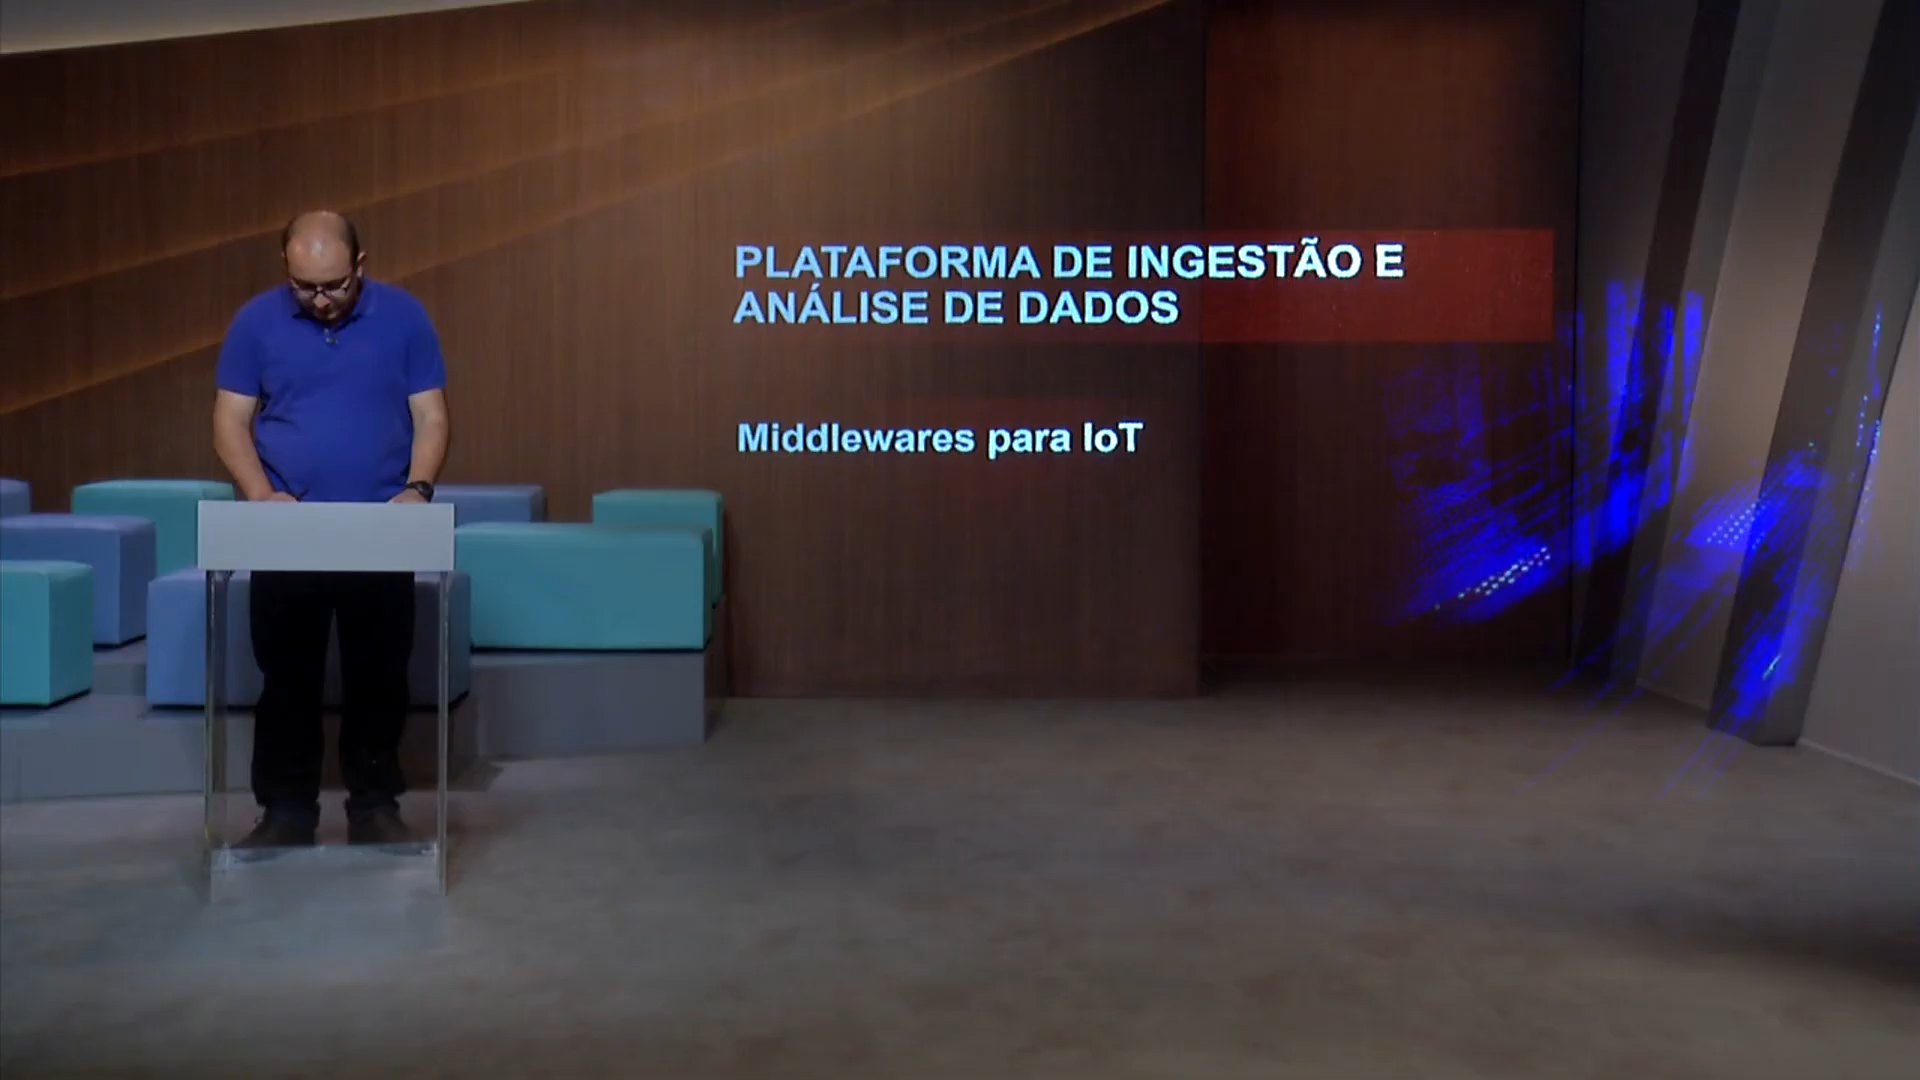 PLATAFORMA DE INGESTÃO E
ANÁLISE DE DADOS
Middlewares para IoT